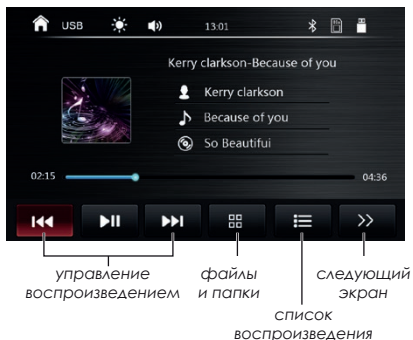 USB 13:01
Kerry clarkson-Because of you
Kerry clarkson
Because of you
So Beautifui
02:15 04:36
управление
воспроизведением
файлы
и папки
следующий
экран
список
воспроизведения